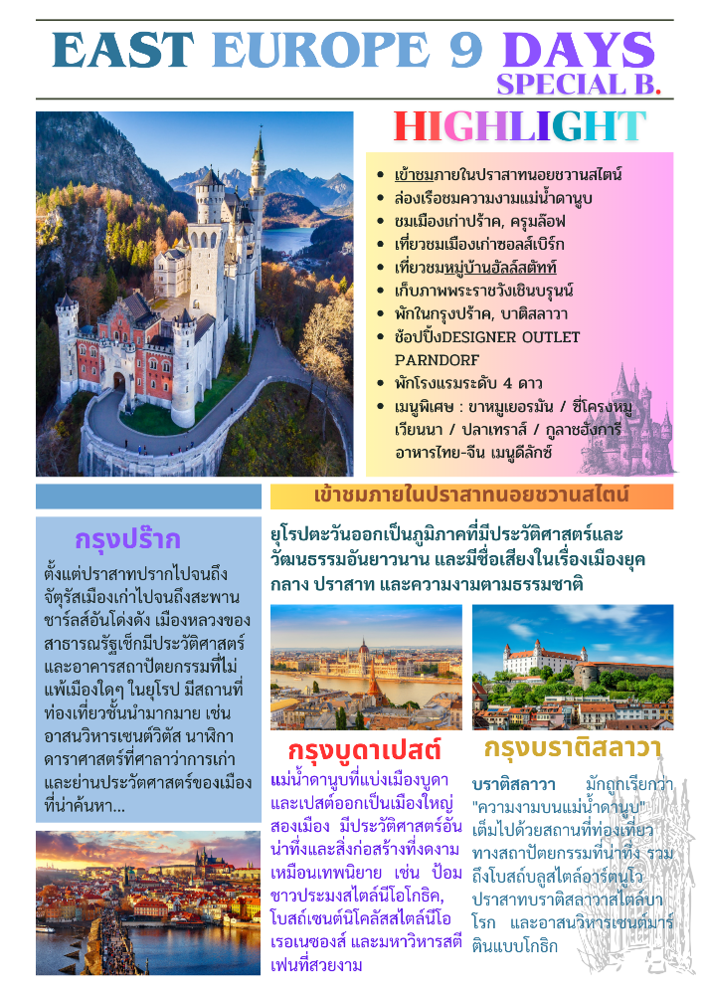 EAST EUROPE 9 DAYS
SPECIAL B.
HIGHLIGHT
• เข้าชมภายในปราสาทนอยชวานสไตน์
• ล่องเรือชมความงามแม่น้ำดานูบ
• ชมเมืองเก่าปร้าค, ครุมล๊อฟ
• เที่ยวชมเมืองเก่าซอลส์เบิร์ก
• เที่ยวชมหมู่บ้านฮัลล์สตัทท์
• เก็บภาพพระราชวังเชินบรุนน์
• พักในกรุงปร้าค, บาติสลาวา
• ช้อปปิ้งDESIGNER OUTLET
PARNDORF
• พักโรงแรมระดับ 4 ดาว
• เมนูพิเศษ : ขาหมูเยอรมัน / ซี่โครงหมู
เวียนนา / ปลาเทราส์ / กูลาชฮังการี
อาหารไทย-จีน เมนูดีลักซ์
เข้าชมภายในปราสาทนอยชวานสไตน์
กรุงปร๊าก
ตั้งแต่ปราสาทปรากไปจนถึง
จัตุรัสเมืองเก่าไปจนถึงสะพาน
ชาร์ลส์อันโด่งดัง เมืองหลวงของ
สาธารณรัฐเช็กมีประวัติศาสตร์
และอาคารสถาปัตยกรรมที่ไม่
แพ้เมืองใดๆ ในยุโรป มีสถานที่
ท่องเที่ยวชั้นนำมากมาย เช่น
อาสนวิหารเซนต์วิตัส นาฬิกา
ดาราศาสตร์ที่ศาลาว่าการเก่า
และย่านประวัตศาสตร์ของเมือง
ที่น่าค้นหา...
ยุโรปตะวันออกเป็นภูมิภาคที่มีประวัติศาสตร์และ
วัฒนธรรมอันยาวนาน และมีชื่อเสียงในเรื่องเมืองยุค
กลาง ปราสาท และความงามตามธรรมชาติ
กรุงบูดาเปสต์
แม่น้ำดานูบที่แบ่งเมืองบูดา
และเปสต์ออกเป็นเมืองใหญ่
สองเมือง มีประวัติศาสตร์อัน
น่าทึ่งและสิ่งก่อสร้างที่งดงาม
เหมือนเทพนิยาย เช่น ป้อม
ชาวประมงสไตล์นีโอโกธิค,
โบสถ์เซนต์นิโคลัสสไตล์นีโอ
เรอเนซองส์ และมหาวิหารสตี
เฟนที่สวยงาม
กรุงบราติสลาวา
บราติสลาวา มักถูกเรียกว่า
"ความงามบนแม่น้ำดานูบ"
เต็มไปด้วยสถานที่ท่องเที่ยว
ทางสถาปัตยกรรมที่น่าทึ่ง รวม
ถึงโบสถ์บลูสไตล์อาร์ตนูโว
ปราสาทบราติสลาวาสไตล์บา
โรก และอาสนวิหารเซนต์มาร์
ตินแบบโกธิก